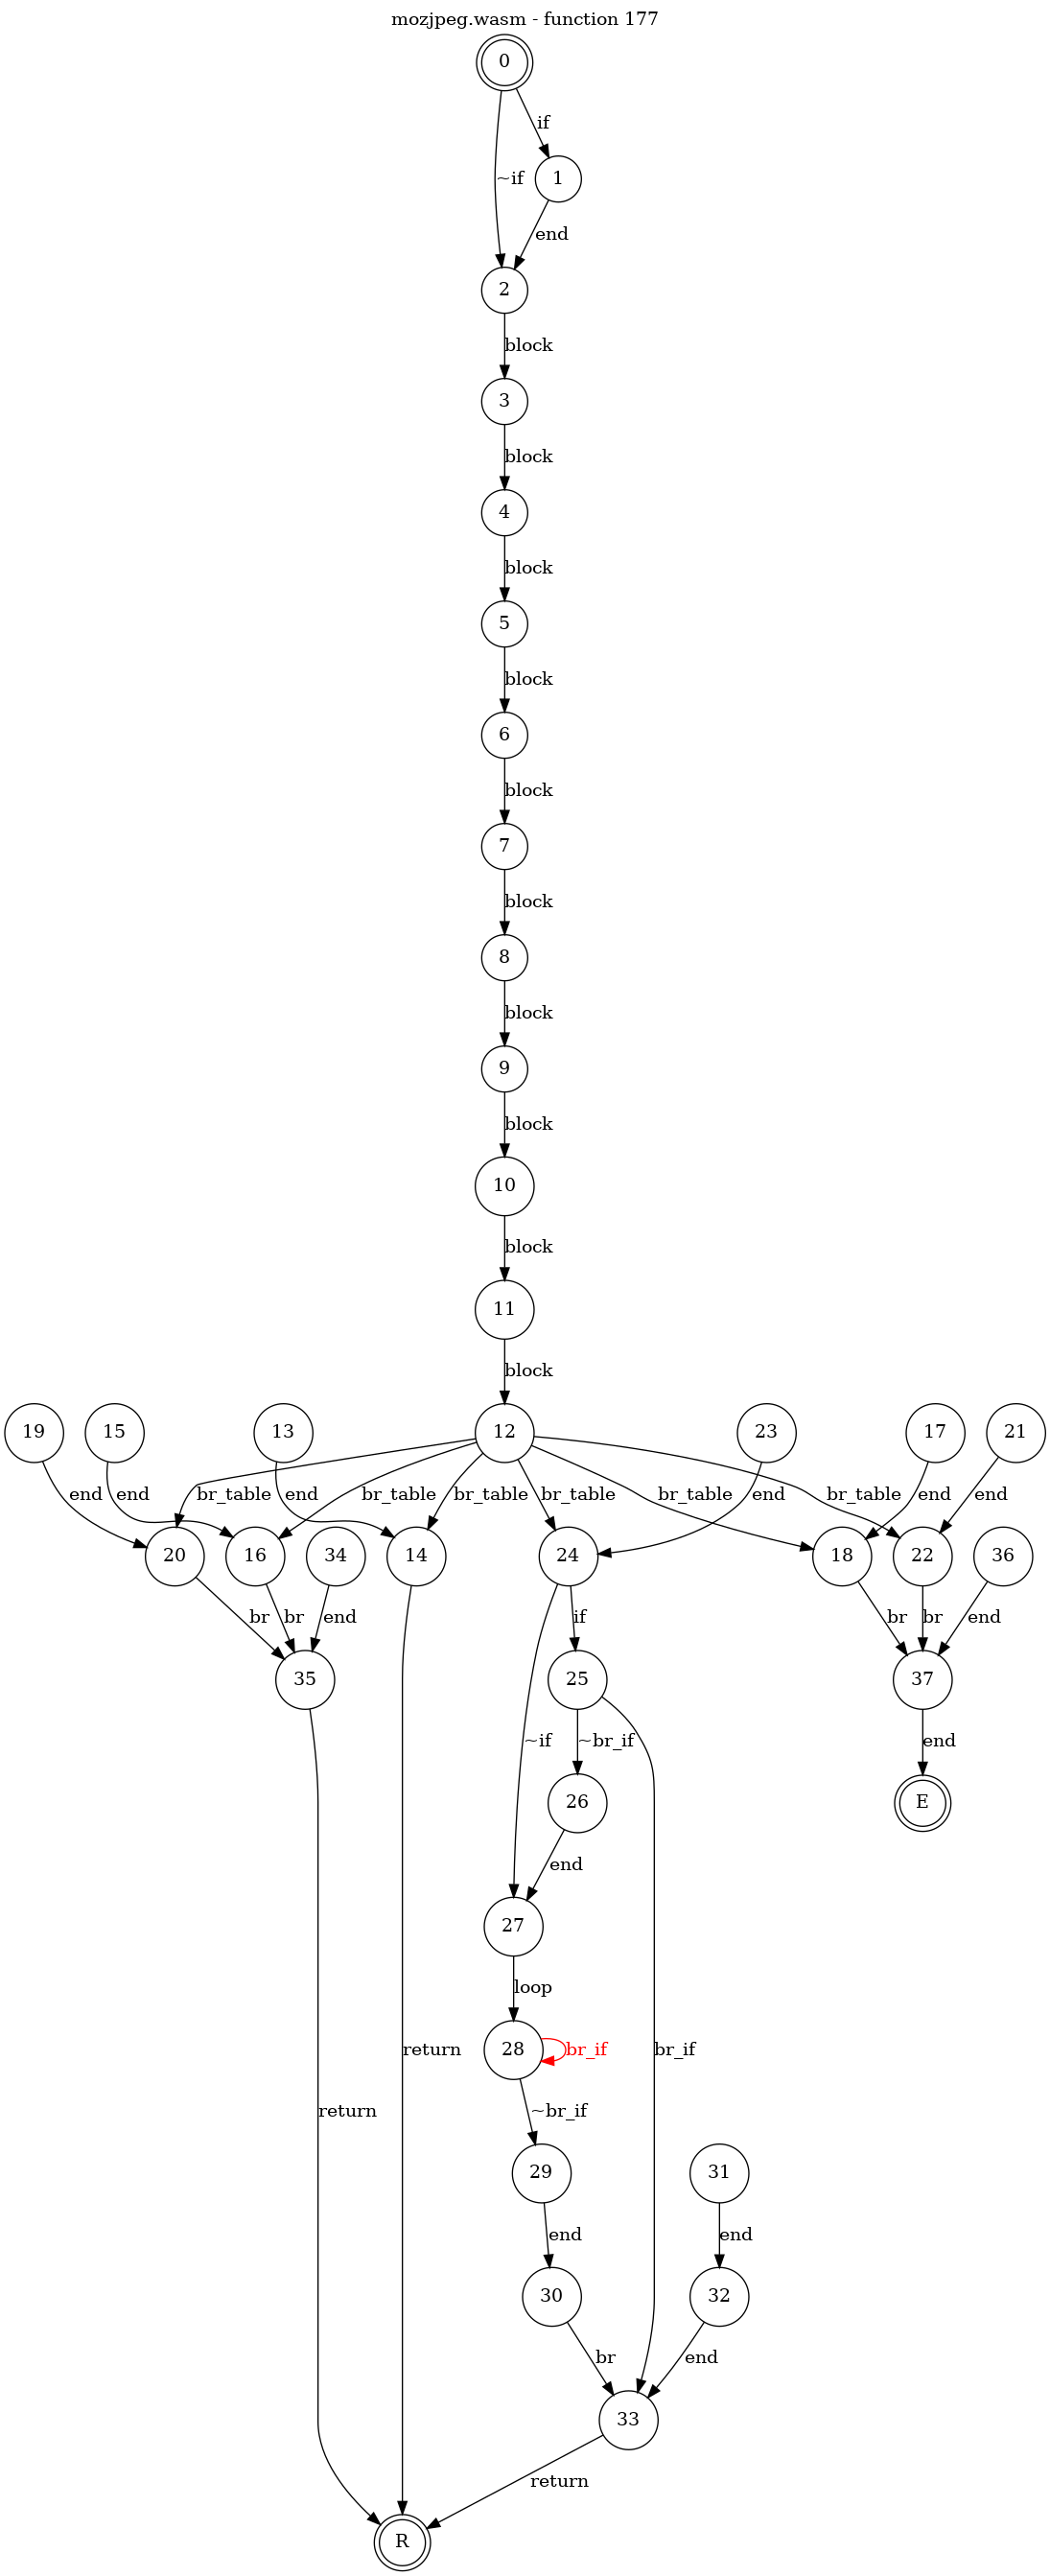 mozjpeg.wasm - function 177
0
if
~if
1
end
2
block
3
block
4
block
5
block
6
block
7
block
8
block
9
block
10
block
11
block
19 15 13 12 23 17 21
end end br_table end br_table br_table br_table end br_table br_table end end
20 16 34 14 24 18 22 36
br br end if br br end
35 25 37
~if ~br_if end
26 E
end
27
loop
28 br_if return br_if
return ~br_if
29 31
end end
30 32
br end
33
return
R